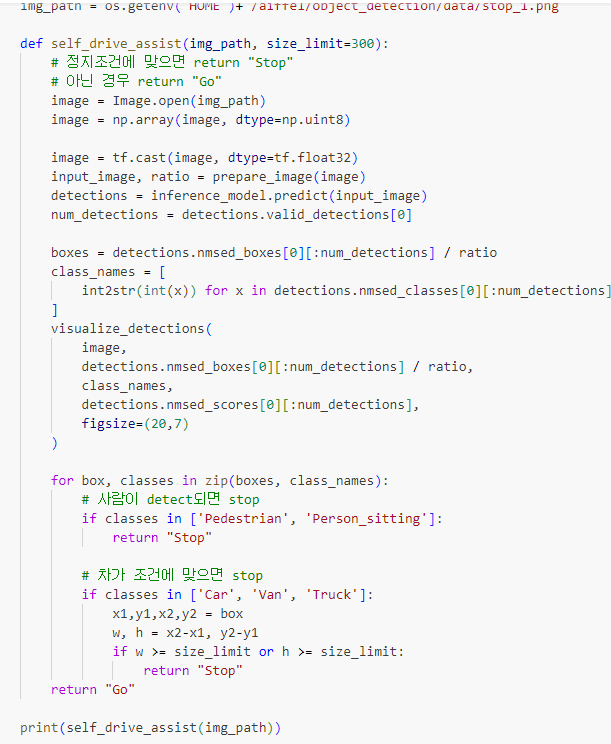 img_path = os.getenv('HOME')+'/aiffel/object_detection/data/stop_1.png'
def self_drive_assist(img_path, size_limit=300):
    # 정지조건에 맞으면 return "Stop"
    # 아닌 경우 return "Go"
    image = Image.open(img_path)
    image = np.array(image, dtype=np.uint8)
    image = tf.cast(image, dtype=tf.float32)
    input_image, ratio = prepare_image(image)
    detections = inference_model.predict(input_image)
    num_detections = detections.valid_detections[0]
    boxes = detections.nmsed_boxes[0][:num_detections] / ratio
    class_names = [
        int2str(int(x)) for x in detections.nmsed_classes[0][:num_detections]
    ]
    visualize_detections(
        image,
        detections.nmsed_boxes[0][:num_detections] / ratio,
        class_names,
        detections.nmsed_scores[0][:num_detections],
        figsize=(20,7)
    )
    for box, classes in zip(boxes, class_names):
        # 사람이 detect되면 stop
        if classes in ['Pedestrian', 'Person_sitting']:
            return "Stop"
        # 차가 조건에 맞으면 stop
        if classes in ['Car', 'Van', 'Truck']:
            x1,y1,x2,y2 = box
            w, h = x2-x1, y2-y1
            if w >= size_limit or h >= size_limit:
                return "Stop"
    return "Go"
print(self_drive_assist(img_path))